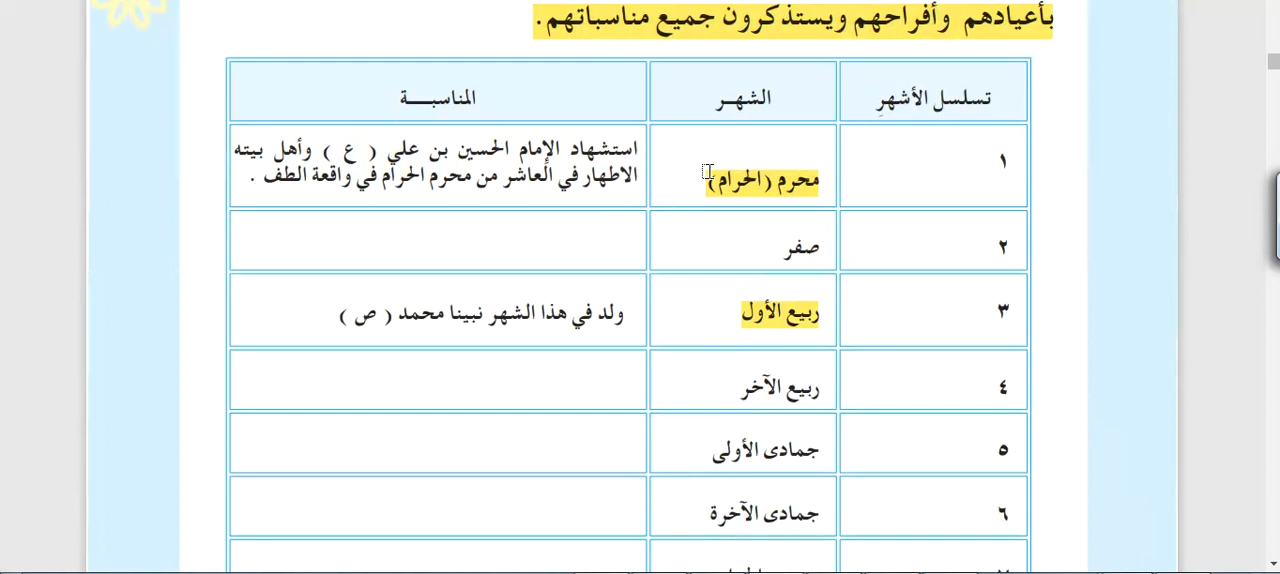 بأعيادهم وأفراحهم ويستذكرون جميع مناسباتهم .
تسلسل الأشهرِ الشهـر المناسبـــة
١ محرم (الحرام) استشهاد الإمام الحسين بن علي ( ع ) وأهل بيته
الاطهار في العاشر من محرم الحرام في واقعة الطف .
٢ صفر
٣ ربيع الأول ولد في هذا الشهر نبينا محمد ( ص )
٤ ربيع الآخر
٥ جمادى الأولى
٦ جمادى الآخرة